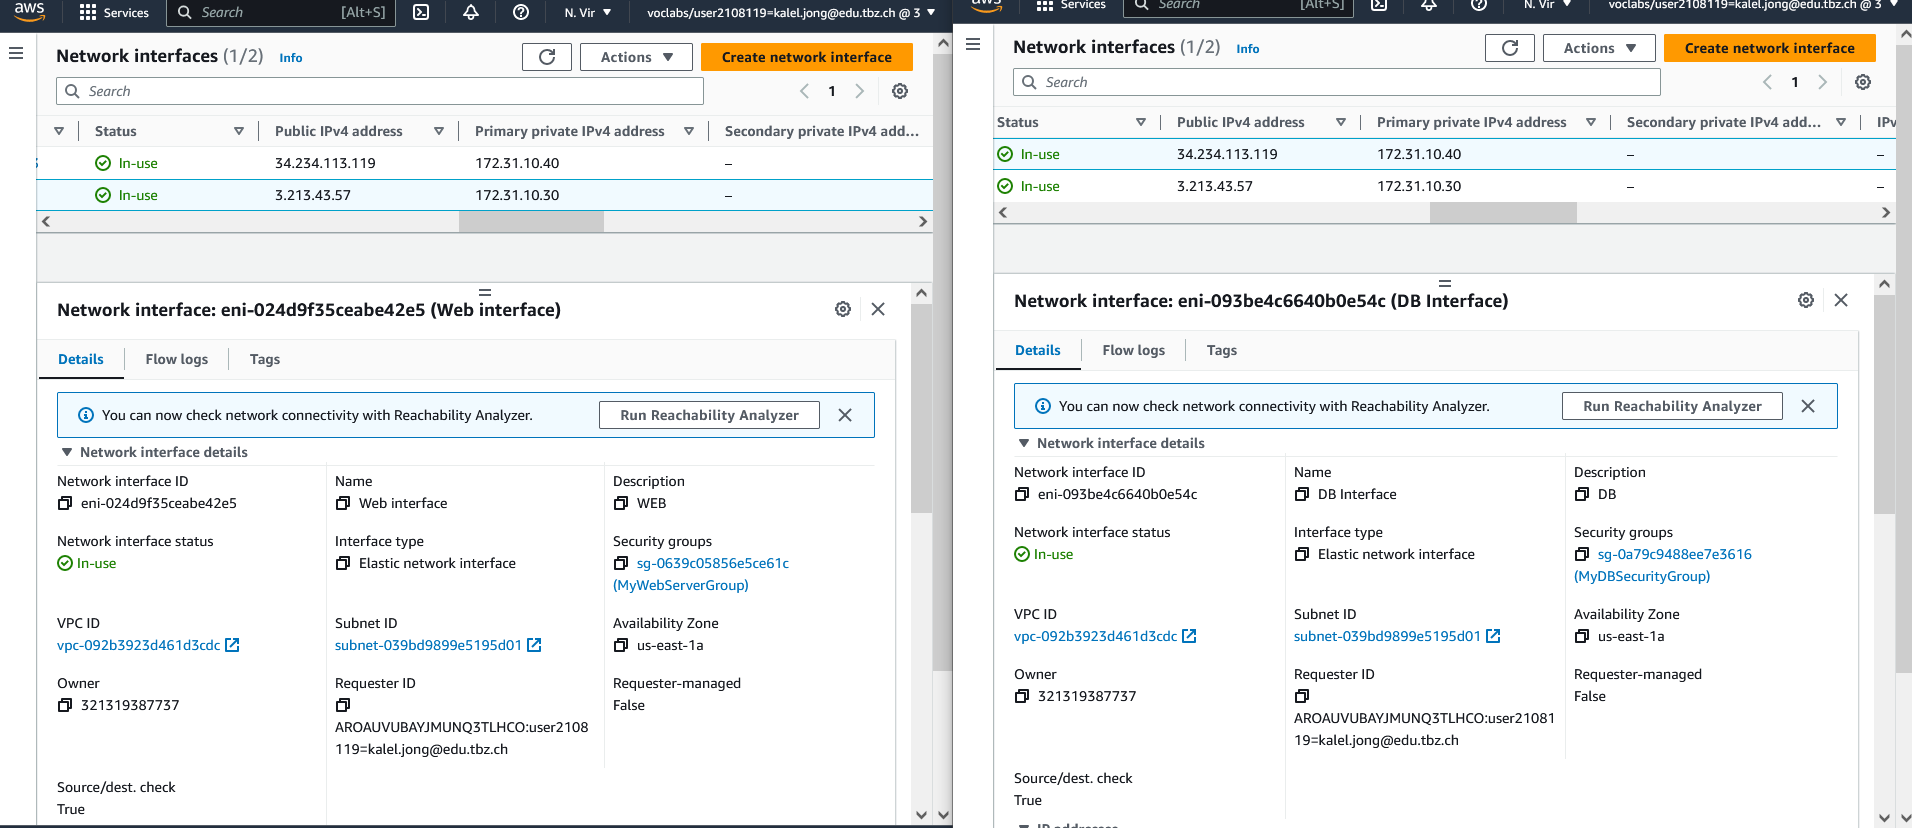 aws
Services
Search
[Alt+S]
N. Vir
voclabs/user2108119=kalel.jong@edu.tbz.ch @ 3
Network interfaces (1/2)
Info
Actions
Create network interface
Search
1
Status
Public IPv4 address
Primary private IPv4 address
Secondary private IPv4 add...
In-use
34.234.113.119
172.31.10.40
–
In-use
3.213.43.57
172.31.10.30
–
Network interface: eni-024d9f35ceabe42e5 (Web interface)
Details
Flow logs
Tags
You can now check network connectivity with Reachability Analyzer.
Run Reachability Analyzer
Network interface details
Network interface ID
eni-024d9f35ceabe42e5
Name
Web interface
Description
WEB
Network interface status
In-use
Interface type
Elastic network interface
Security groups
sg-0639c05856e5ce61c
(MyWebServerGroup)
VPC ID
vpc-092b3923d461d3cdc
Subnet ID
subnet-039bd9899e5195d01
Availability Zone
us-east-1a
Owner
321319387737
Requester ID
AROAUVUBAYJMUNQ3TLHCO:user2108
119=kalel.jong@edu.tbz.ch
Requester-managed
False
Source/dest. check
True
aws
Services
Search
[Alt+S]
N. Vir
voclabs/user2108119=kalel.jong@edu.tbz.ch @ 3
Network interfaces (1/2)
Info
Actions
Create network interface
Search
1
Status
Public IPv4 address
Primary private IPv4 address
Secondary private IPv4 add...
IPv
In-use
34.234.113.119
172.31.10.40
–
–
In-use
3.213.43.57
172.31.10.30
–
–
Network interface: eni-093be4c6640b0e54c (DB Interface)
Details
Flow logs
Tags
You can now check network connectivity with Reachability Analyzer.
Run Reachability Analyzer
Network interface details
Network interface ID
eni-093be4c6640b0e54c
Name
DB Interface
Description
DB
Network interface status
In-use
Interface type
Elastic network interface
Security groups
sg-0a79c9488ee7e3616
(MyDBSecurityGroup)
VPC ID
vpc-092b3923d461d3cdc
Subnet ID
subnet-039bd9899e5195d01
Availability Zone
us-east-1a
Owner
321319387737
Requester ID
AROAUVUBAYJMUNQ3TLHCO:user21081
19=kalel.jong@edu.tbz.ch
Requester-managed
False
Source/dest. check
True
IP addresses